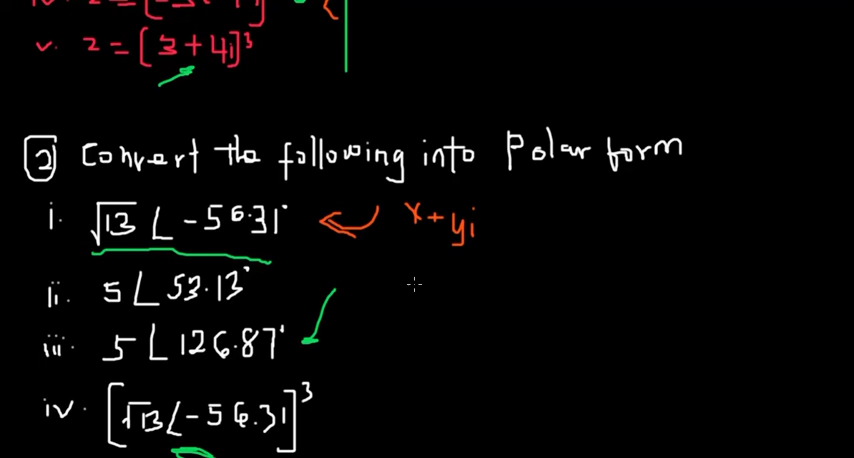 v. z = [3 + 4i]³
2 Convert the following into Polar form
i. √13 ∠ -56.31° x + yi
ii. 5 ∠ 53.13°
iii. 5 ∠ 126.87°
iv. [√13 ∠ -56.31]³